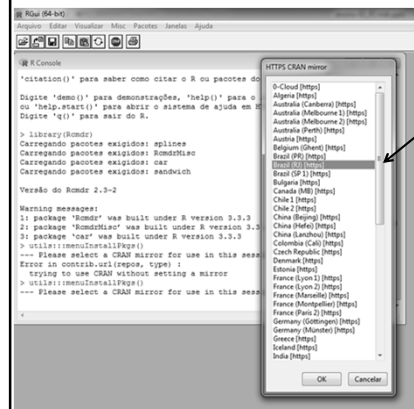 RGui (64-bit)
Arquivo Editar Visualizar Misc Pacotes Janelas Ajuda
R Console
'citation()' para saber como citar o R ou pacotes do
Digite 'demo()' para demonstrações, 'help()' para o
ou 'help.start()' para abrir o sistema de ajuda em H
Digite 'q()' para sair do R.
> library(Rcmdr)
Carregando pacotes exigidos: splines
Carregando pacotes exigidos: RcmdrMisc
Carregando pacotes exigidos: car
Carregando pacotes exigidos: sandwich
Versão do Rcmdr 2.3-2
Warning messages:
1: package 'Rcmdr' was built under R version 3.3.3
2: package 'RcmdrMisc' was built under R version 3.3.3
3: package 'car' was built under R version 3.3.3
> utils:::menuInstallPkgs()
--- Please select a CRAN mirror for use in this sess
Error in contrib.url(repos, type) :
trying to use CRAN without setting a mirror
> utils:::menuInstallPkgs()
--- Please select a CRAN mirror for use in this sess
HTTPS CRAN mirror
0-Cloud [https]
Algeria [https]
Australia (Canberra) [https]
Australia (Melbourne 1) [https]
Australia (Melbourne 2) [https]
Australia (Perth) [https]
Austria [https]
Belgium (Ghent) [https]
Brazil (PR) [https]
Brazil (RJ) [https]
Brazil (SP 1) [https]
Bulgaria [https]
Canada (MB) [https]
Chile 1 [https]
Chile 2 [https]
China (Beijing) [https]
China (Hefei) [https]
China (Lanzhou) [https]
Colombia (Cali) [https]
Czech Republic [https]
Denmark [https]
Estonia [https]
France (Lyon 1) [https]
France (Lyon 2) [https]
France (Marseille) [https]
France (Montpellier) [https]
France (Paris 2) [https]
Germany (Göttingen) [https]
Germany (Münster) [https]
Greece [https]
Iceland [https]
India [https]
OK Cancelar